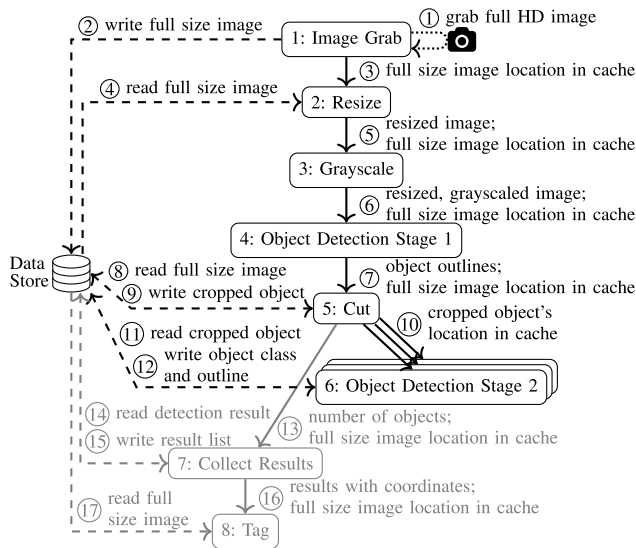 ② write full size image
① grab full HD image
1: Image Grab
③ full size image location in cache
④ read full size image
2: Resize
⑤ resized image;
full size image location in cache
3: Grayscale
⑥ resized, grayscaled image;
full size image location in cache
4: Object Detection Stage 1
Data
Store
⑧ read full size image
⑨ write cropped object
⑦ object outlines;
full size image location in cache
5: Cut
⑩ cropped object's
location in cache
⑪ read cropped object
⑫ write object class
and outline
6: Object Detection Stage 2
⑬ number of objects;
full size image location in cache
⑭ read detection result
⑮ write result list
7: Collect Results
⑯ results with coordinates;
full size image location in cache
⑰ read full
size image
8: Tag